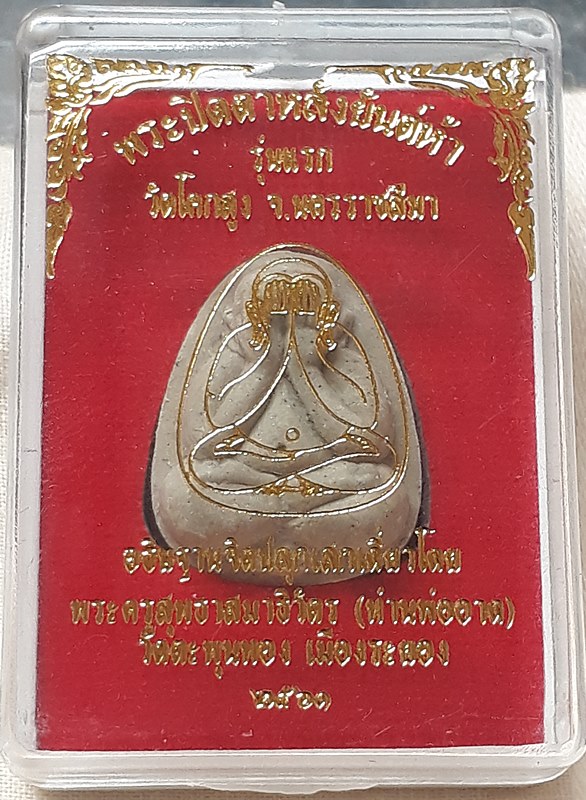 พระปิดตาหลังยันต์ห้า
รุ่นแรก
วัดโคกสูง จ.นครราชสีมา
อธิษฐานจิตปลุกเสกเดี่ยวโดย
พระครูสุทธาสมาธิวัตร (ท่านพ่ออาด)
วัดตะพุนทอง เมืองระยอง
๒๕๖๑